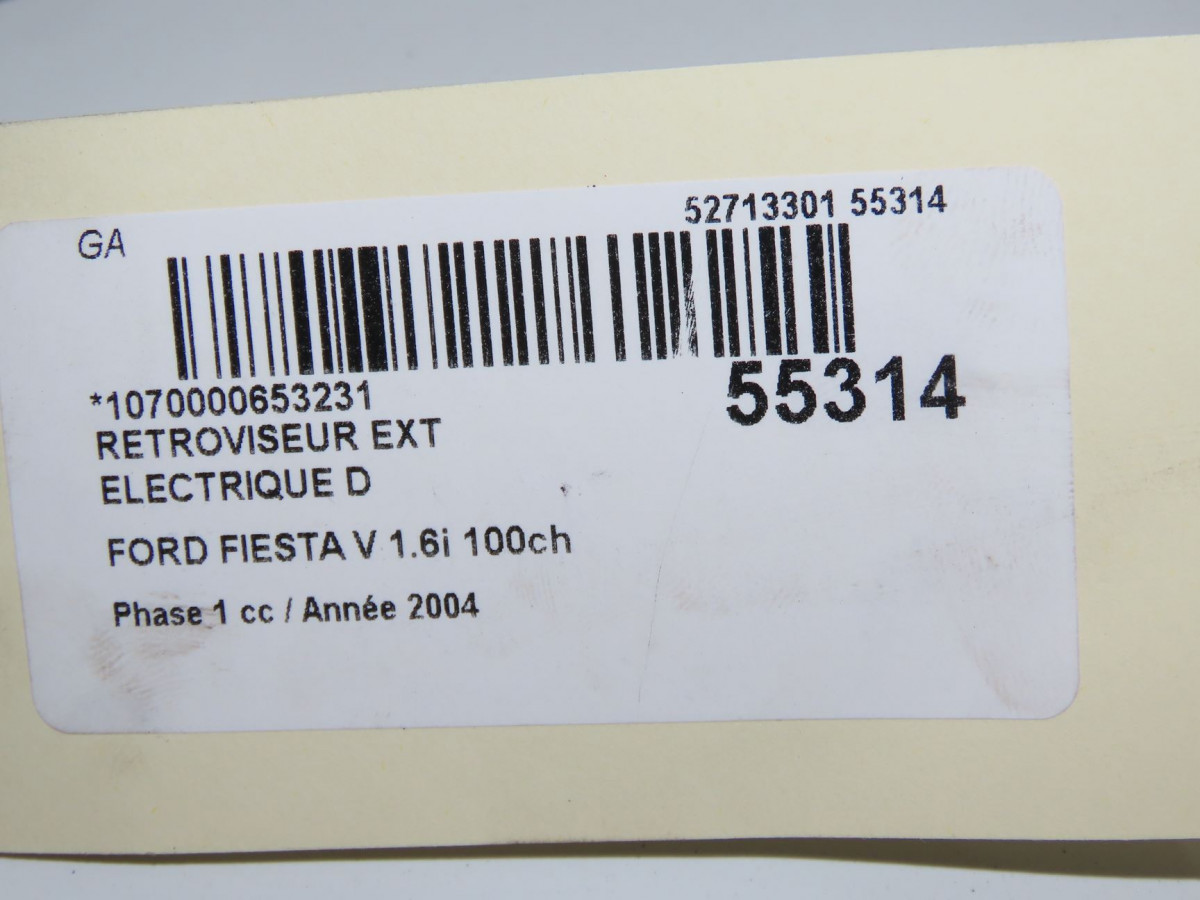 GA
52713301 55314
*1070000653231
55314
RETROVISEUR EXT
ELECTRIQUE D
FORD FIESTA V 1.6i 100ch
Phase 1 cc / Année 2004